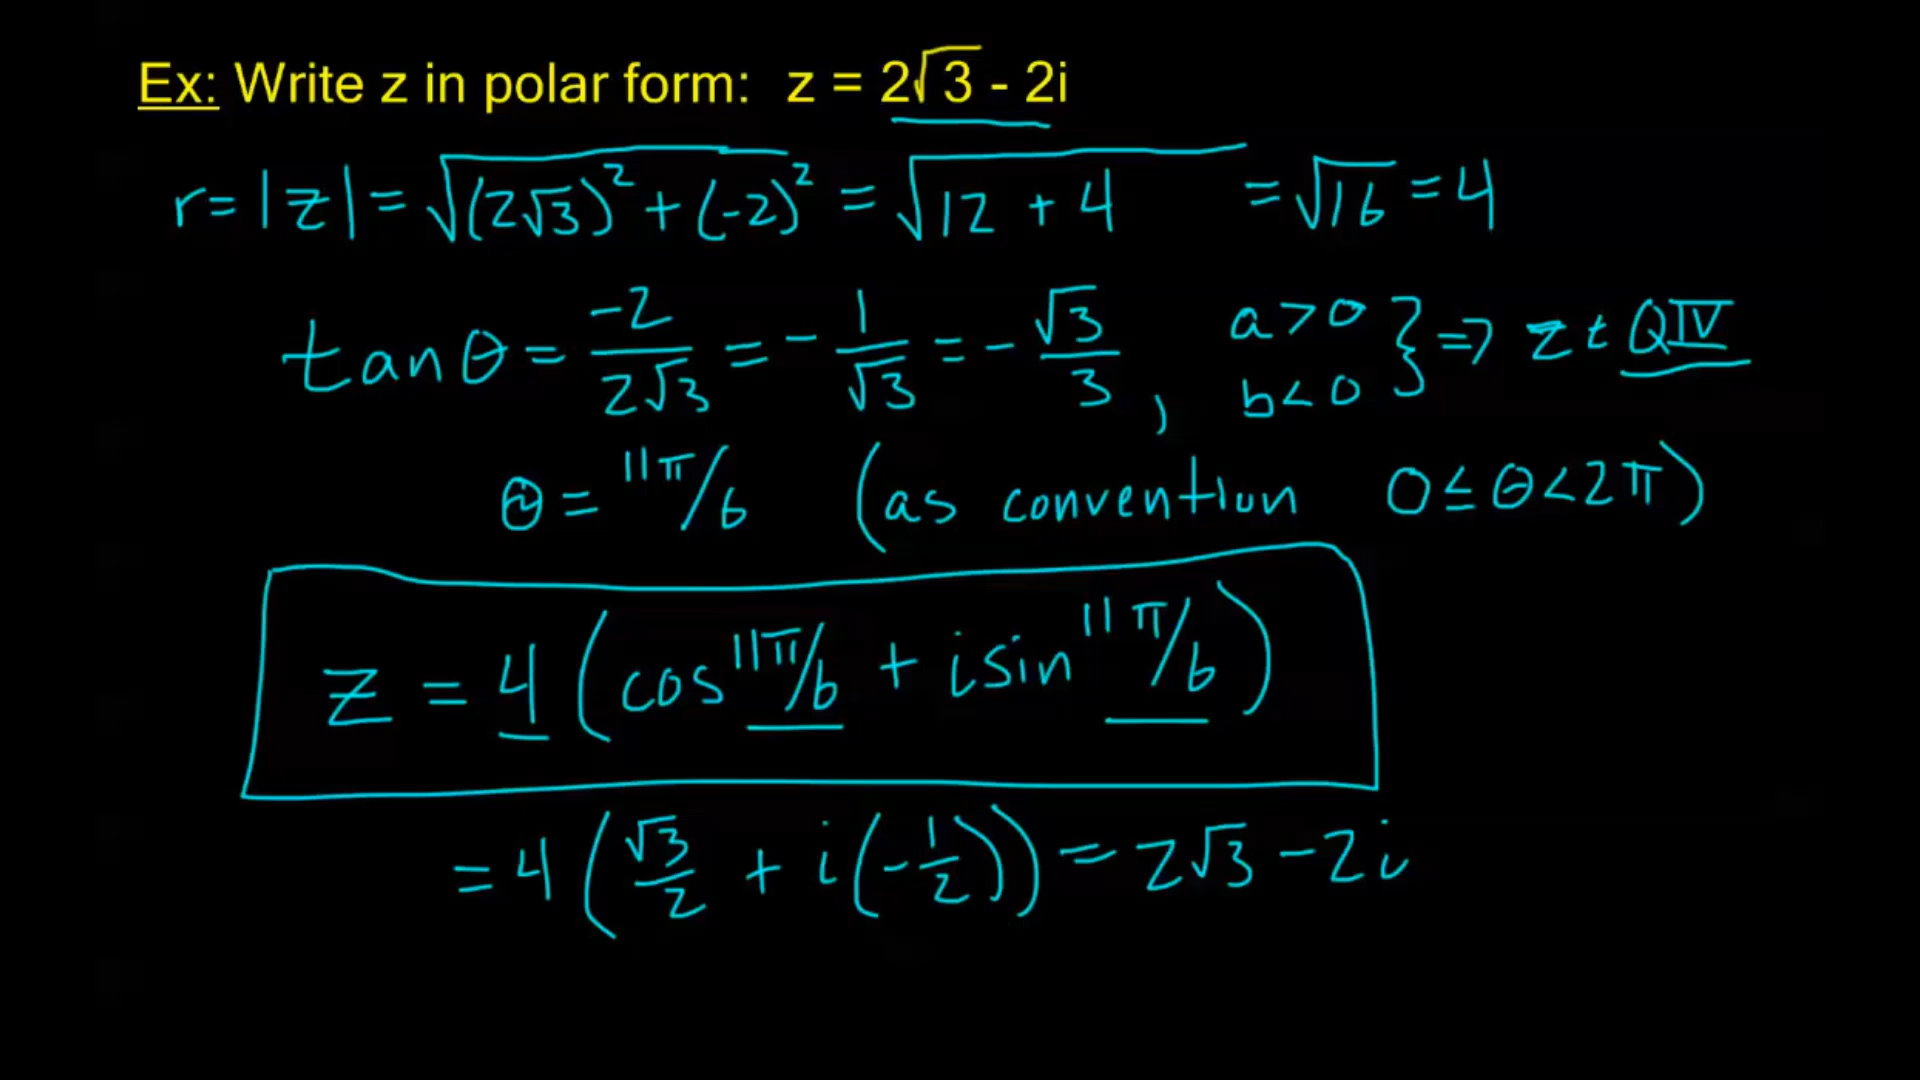 Ex: Write z in polar form: z = 2√3 - 2i
r = |z| = √((2√3)² + (-2)²) = √(12 + 4) = √16 = 4
tanθ = -2/(2√3) = -1/√3 = -√3/3, a>0 b<0 } ⇒ z ∈ QIV
θ = 11π/6 (as convention 0≤θ<2π)
z = 4(cos 11π/6 + isin 11π/6)
= 4(√3/2 + i(-1/2)) = 2√3 - 2i